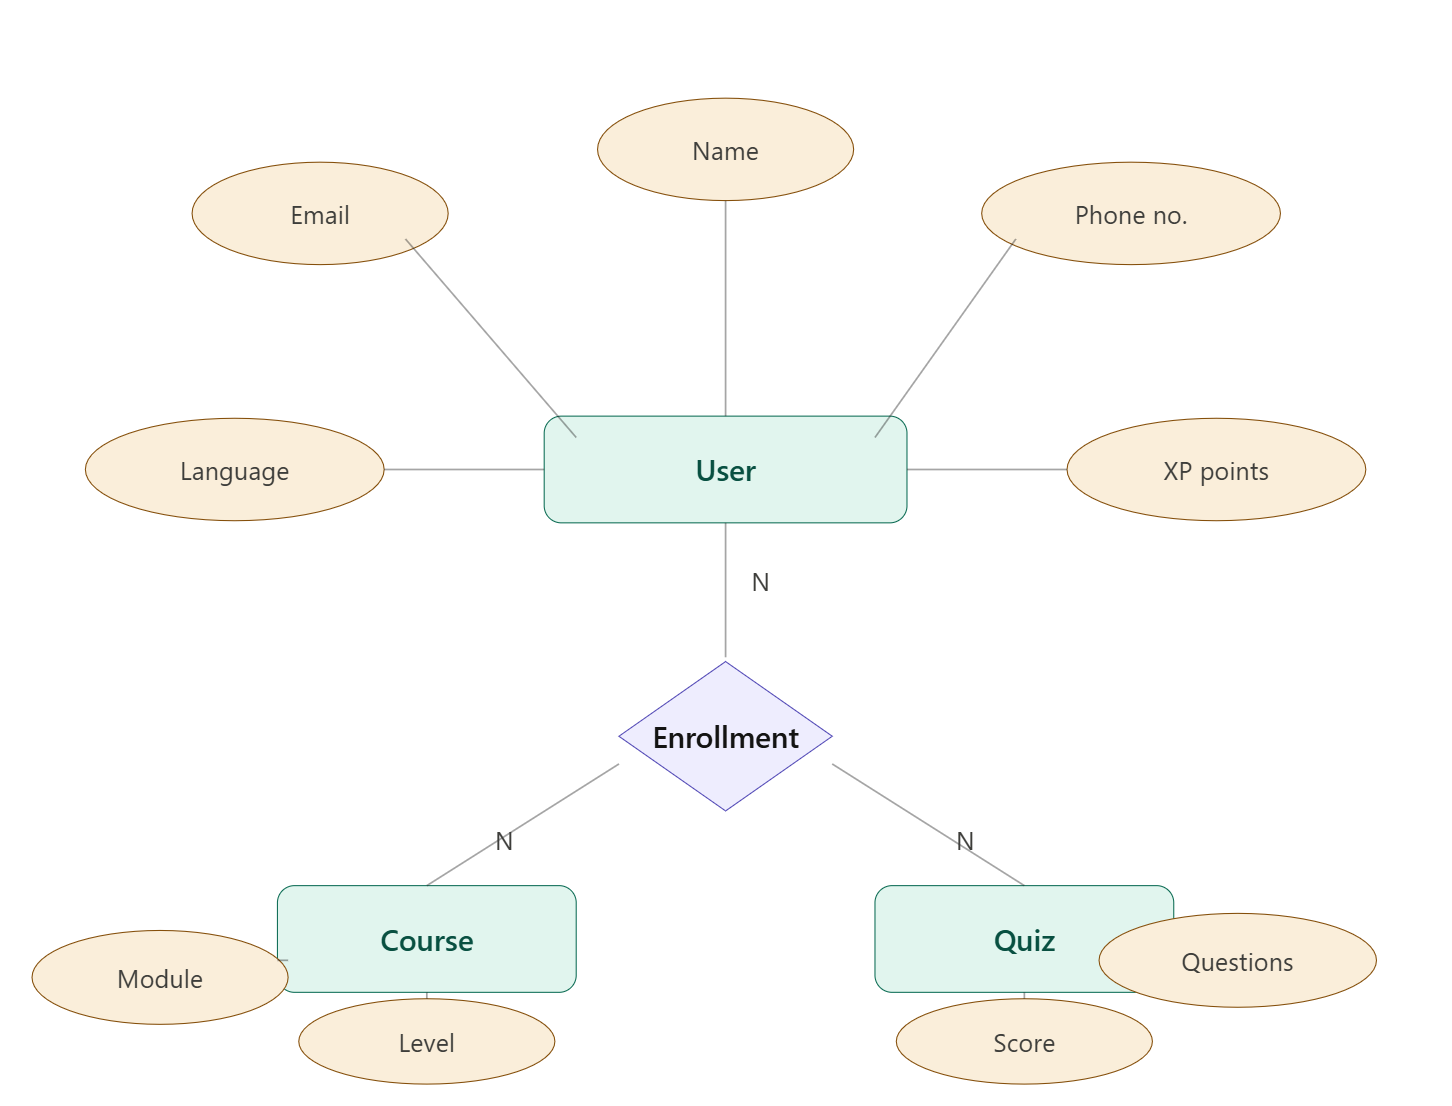 Name
Email
Phone no.
Language
User
XP points
N
Enrollment
N
N
Course
Quiz
Module
Questions
Level
Score